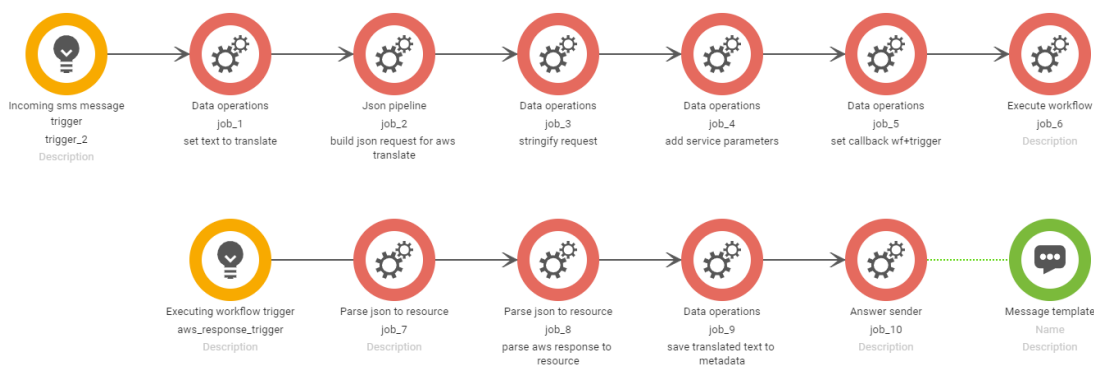 Incoming sms message
trigger
trigger_2
Description
Data operations
job_1
set text to translate
Json pipeline
job_2
build json request for aws
translate
Data operations
job_3
stringify request
Data operations
job_4
add service parameters
Data operations
job_5
set callback wf+trigger
Execute workflow
job_6
Description
Executing workflow trigger
aws_response_trigger
Description
Parse json to resource
job_7
Description
Parse json to resource
job_8
parse aws response to
resource
Data operations
job_9
save translated text to
metadata
Answer sender
job_10
Description
Message template
Name
Description